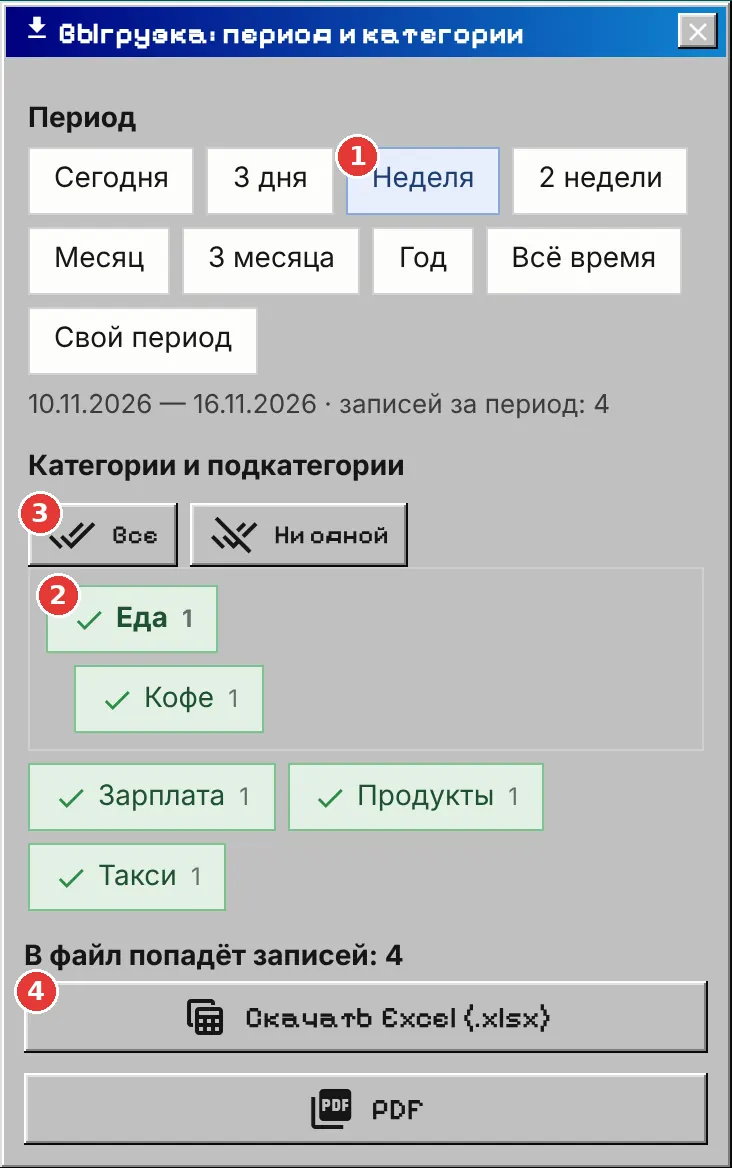 Выгрузка: период и категории
Период
Сегодня 3 дня 1 Неделя 2 недели
Месяц 3 месяца Год Всё время
Свой период
10.11.2026 — 16.11.2026 · записей за период: 4
Категории и подкатегории
3 Все Ни одной
2 Еда 1
Кофе 1
Зарплата 1 Продукты 1
Такси 1
В файл попадёт записей: 4
4 Скачать Excel (.xlsx)
PDF PDF